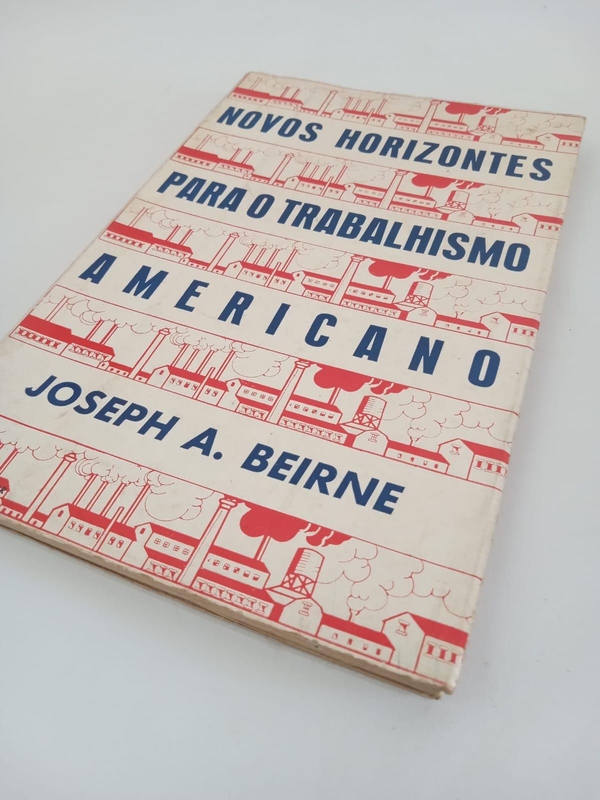 NOVOS HORIZONTES
PARA O TRABALHISMO
AMERICANO
JOSEPH A. BEIRNE